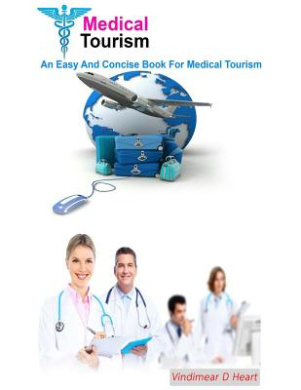 Medical
Tourism
An Easy And Concise Book For Medical Tourism
Vindimear D Heart